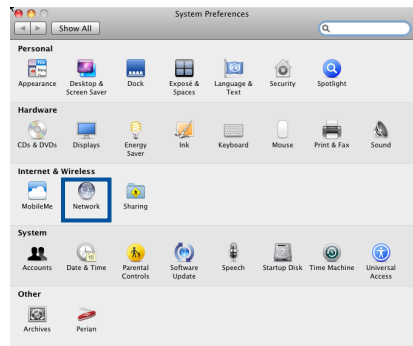 System Preferences
Show All
Personal
Appearance
Desktop &
Screen Saver
Dock
Exposé &
Spaces
Language &
Text
Security
Spotlight
Hardware
CDs & DVDs
Displays
Energy
Saver
Ink
Keyboard
Mouse
Print & Fax
Sound
Internet & Wireless
MobileMe
Network
Sharing
System
Accounts
Date & Time
Parental
Controls
Software
Update
Speech
Startup Disk
Time Machine
Universal
Access
Other
Archives
Perian